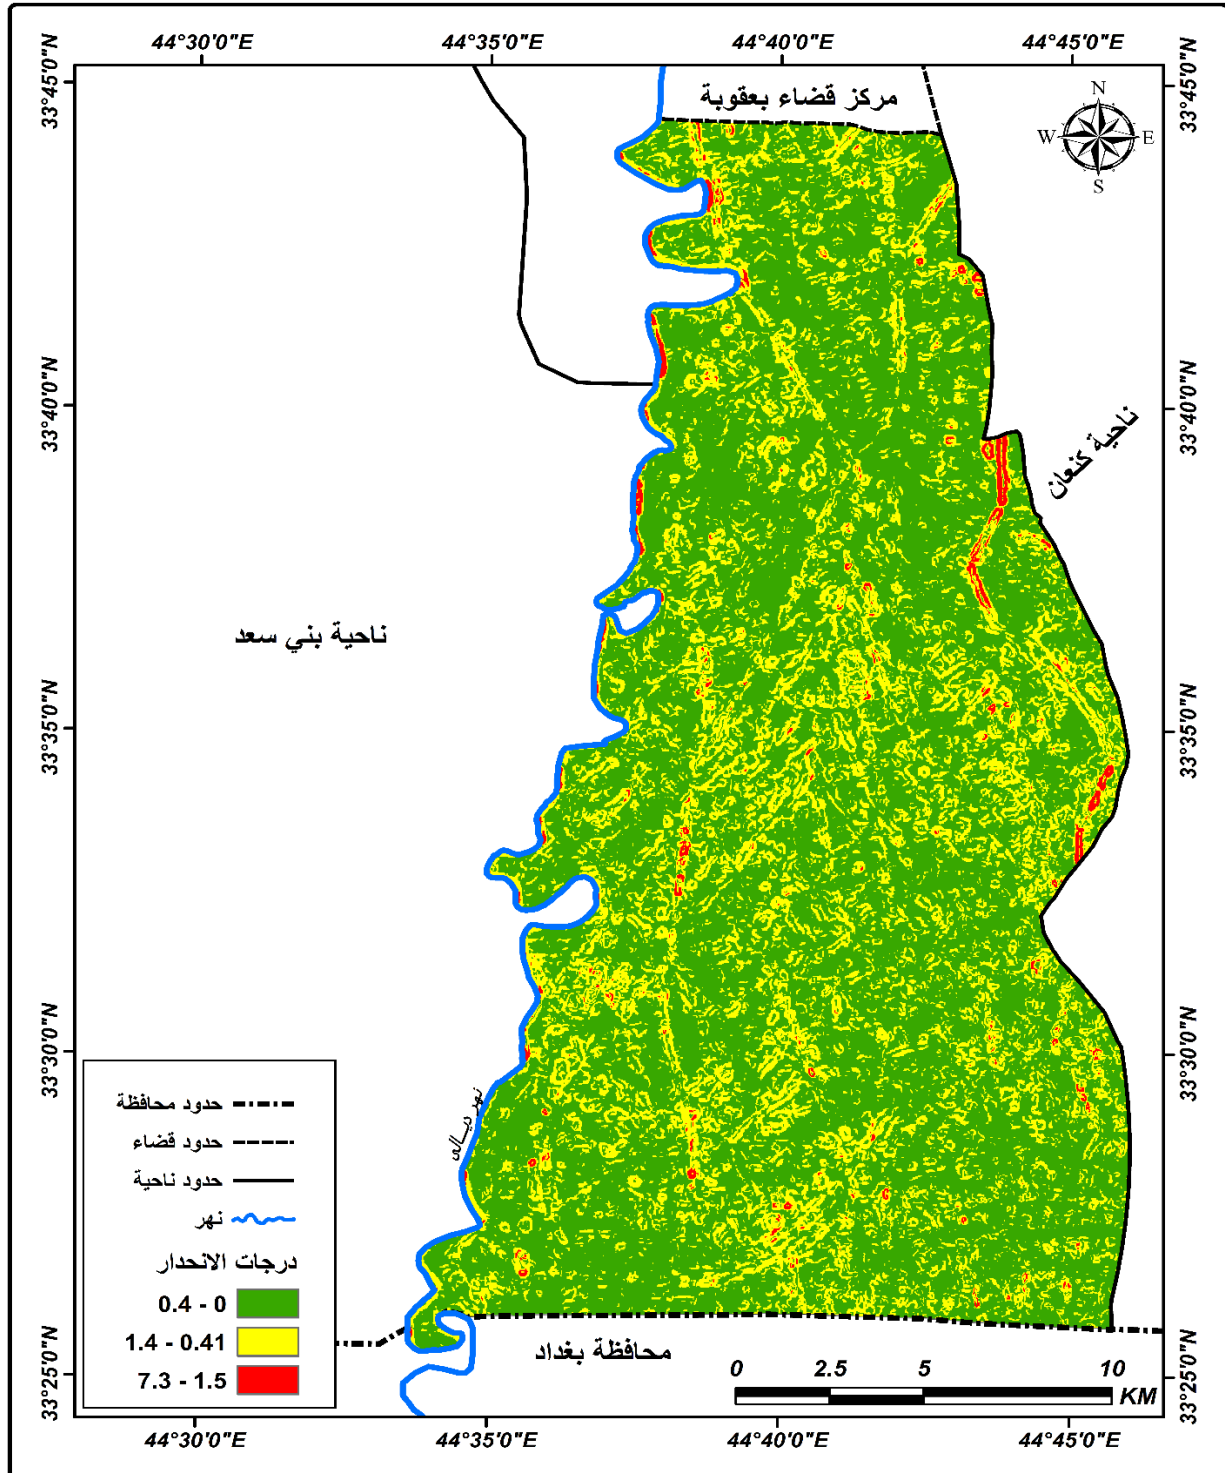 44°30'0"E
44°35'0"E
44°40'0"E
44°45'0"E
33°45'0"N
33°45'0"N
مركز قضاء بعقوبة
N
W
E
S
33°40'0"N
33°40'0"N
ناحية كنعان
ناحية بني سعد
33°35'0"N
33°35'0"N
33°30'0"N
33°30'0"N
نهر ديالى
حدود محافظة
حدود قضاء
حدود ناحية
نهر
درجات الانحدار
0.4 - 0
1.4 - 0.41
7.3 - 1.5
محافظة بغداد
0 2.5 5 10
KM
33°25'0"N
33°25'0"N
44°30'0"E
44°35'0"E
44°40'0"E
44°45'0"E